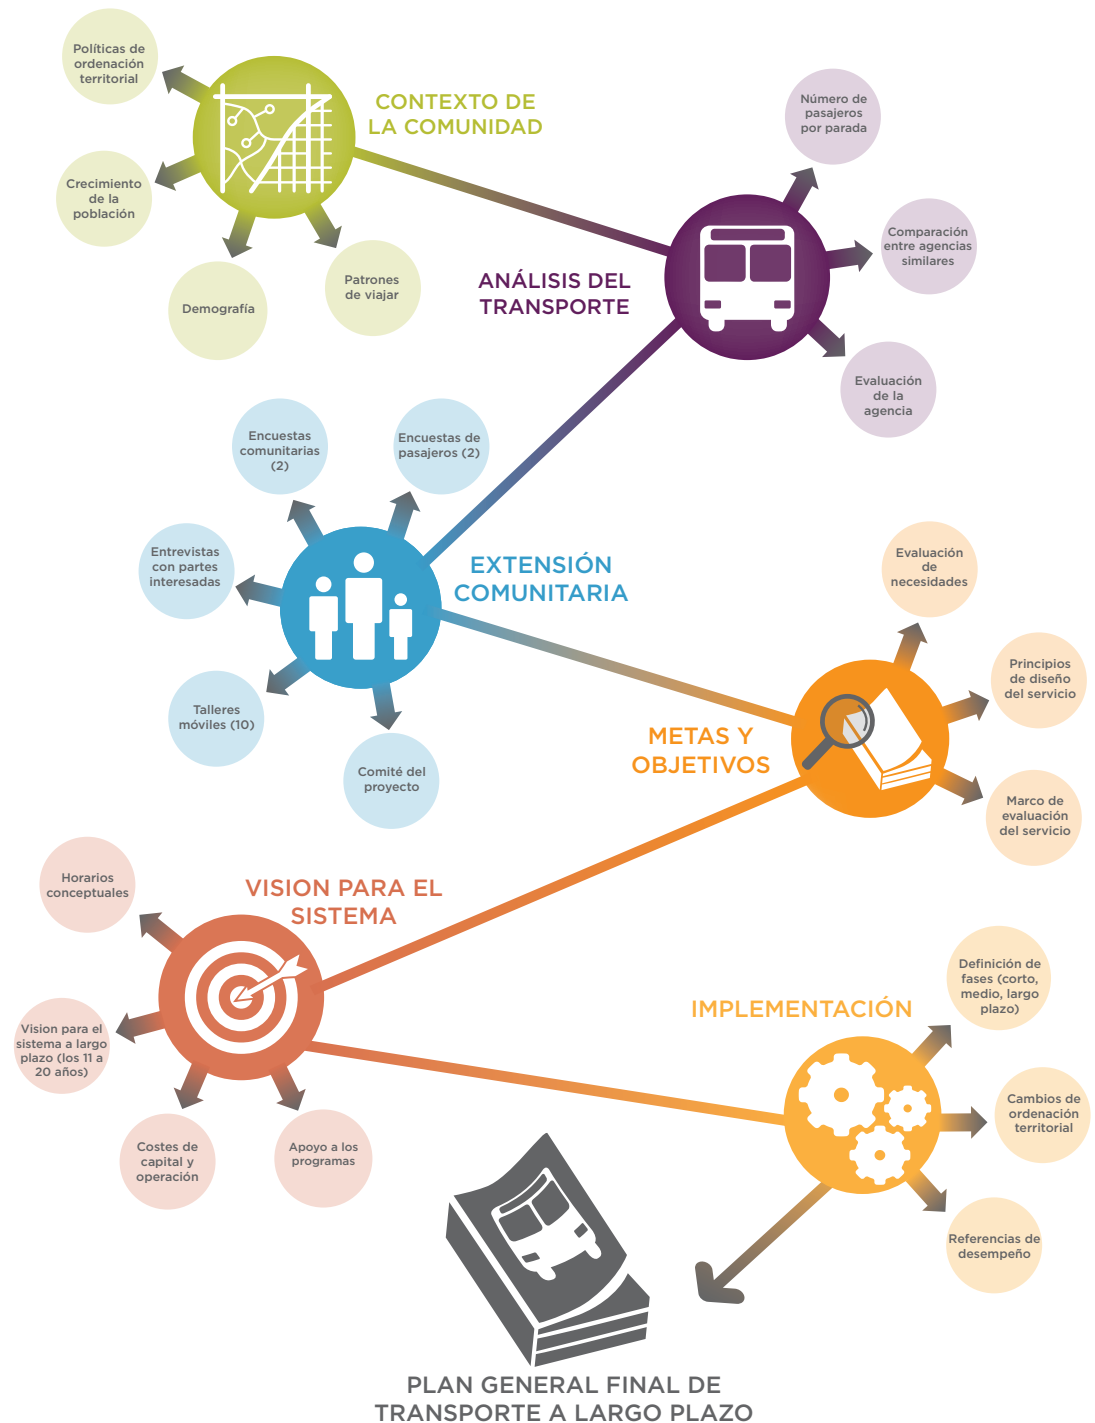 Políticas de
ordenación
territorial
CONTEXTO DE
LA COMUNIDAD
Crecimiento
de la
población
Demografía
Patrones
de viajar
Número de
pasajeros
por parada
Comparación
entre agencias
similares
ANÁLISIS DEL
TRANSPORTE
Evaluación
de la
agencia
Encuestas
comunitarias
(2)
Encuestas de
pasajeros (2)
Entrevistas
con partes
interesadas
EXTENSIÓN
COMUNITARIA
Talleres
móviles (10)
Comité del
proyecto
Evaluación
de
necesidades
Principios
de diseño
del servicio
METAS Y
OBJETIVOS
Marco de
evaluación
del servicio
Horarios
conceptuales
VISION PARA EL
SISTEMA
Vision para el
sistema a largo
plazo (los 11 a
20 años)
Costes de
capital y
operación
Apoyo a los
programas
Definición de
fases (corto,
medio, largo
plazo)
IMPLEMENTACIÓN
Cambios de
ordenación
territorial
Referencias de
desempeño
PLAN GENERAL FINAL DE
TRANSPORTE A LARGO PLAZO